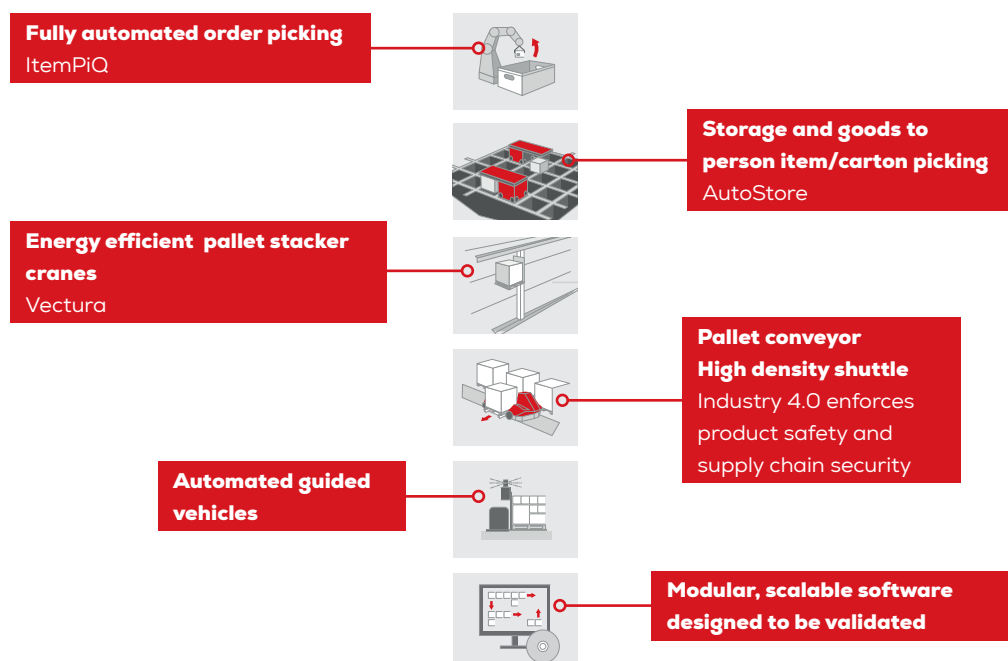 Fully automated order picking
ItemPiQ
Storage and goods to
person item/carton picking
AutoStore
Energy efficient pallet stacker
cranes
Vectura
Pallet conveyor
High density shuttle
Industry 4.0 enforces
product safety and
supply chain security
Automated guided
vehicles
Modular, scalable software
designed to be validated